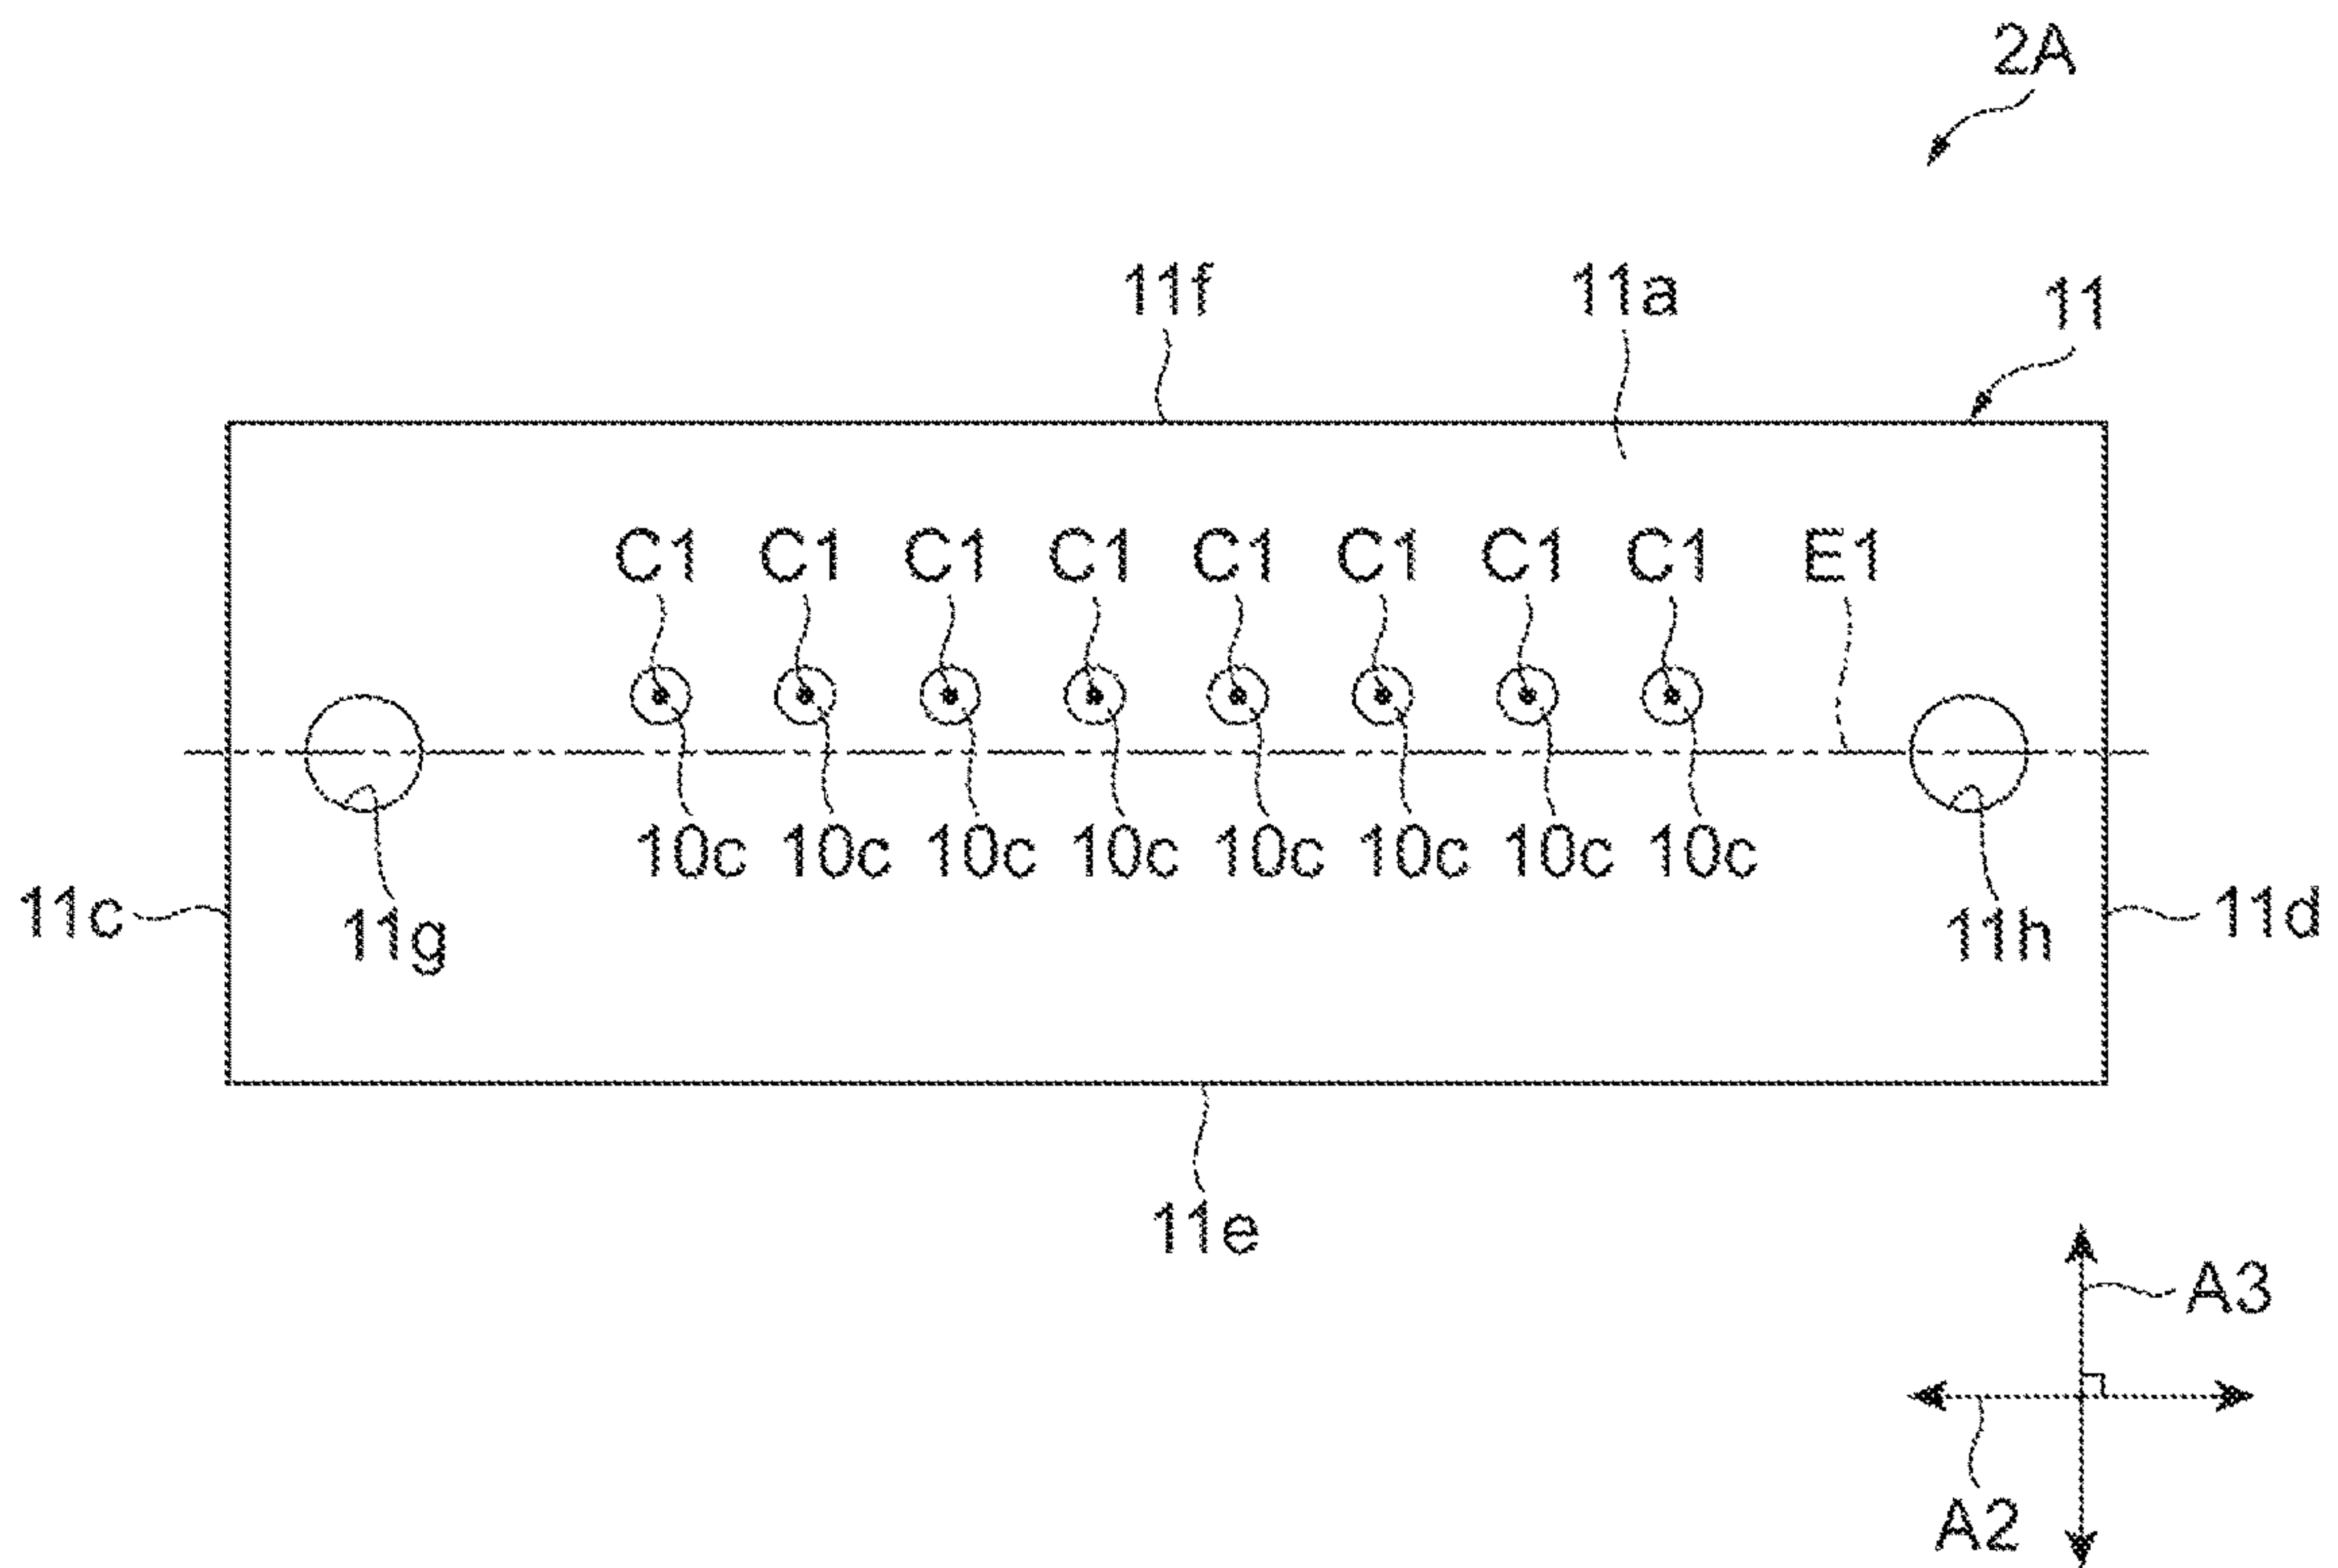 2A
11f 11a 11
C1 C1 C1 C1 C1 C1 C1 C1 E1
10c 10c 10c 10c 10c 10c 10c 10c
11c 11g 11h 11d
11e
A3
A2